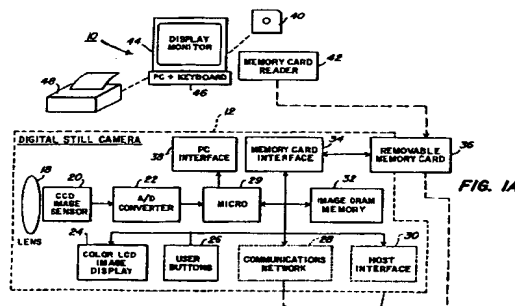 10
44
40
DISPLAY
MONITOR
42
48
PC + KEYBOARD
MEMORY CARD
READER
46
12
34
DIGITAL STILL CAMERA
38
PC
INTERFACE
MEMORY CARD
INTERFACE
REMOVABLE
MEMORY CARD
36
18
20
22
29
32
FIG. 1A
CCD
IMAGE
SENSOR
A/D
CONVERTER
MICRO
IMAGE DRAM
MEMORY
LENS
24
26
28
30
COLOR LCD
IMAGE
DISPLAY
USER
BUTTONS
COMMUNICATIONS
NETWORK
HOST
INTERFACE